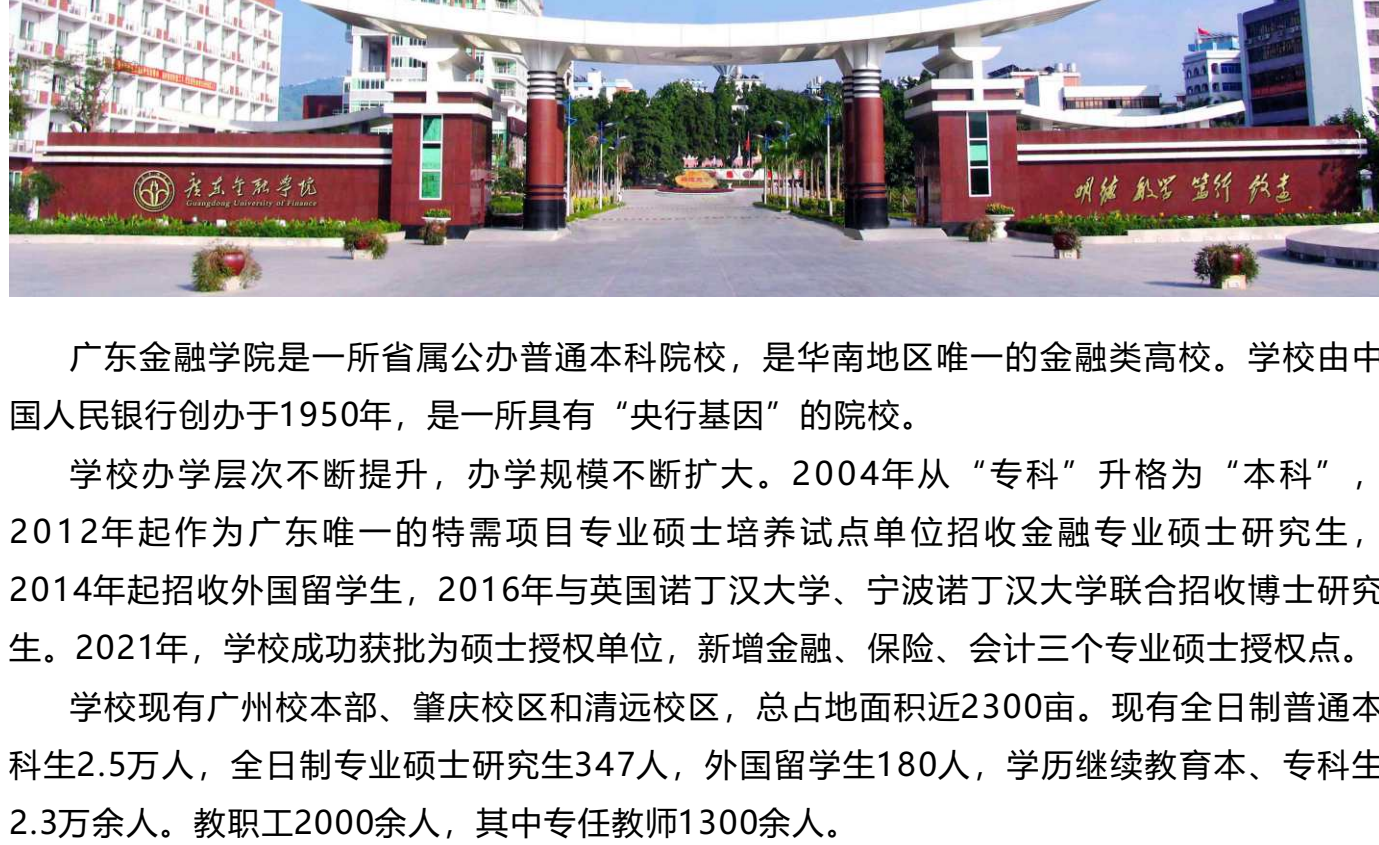 广东金融学院
Guangdong University of Finance
明德 敏学 笃行 致远
广东金融学院是一所省属公办普通本科院校，是华南地区唯一的金融类高校。学校由中
国人民银行创办于1950年，是一所具有“央行基因”的院校。
学校办学层次不断提升，办学规模不断扩大。2004年从“专科”升格为“本科”，
2012年起作为广东唯一的特需项目专业硕士培养试点单位招收金融专业硕士研究生，
2014年起招收外国留学生，2016年与英国诺丁汉大学、宁波诺丁汉大学联合招收博士研究
生。2021年，学校成功获批为硕士授权单位，新增金融、保险、会计三个专业硕士授权点。
学校现有广州校本部、肇庆校区和清远校区，总占地面积近2300亩。现有全日制普通本
科生2.5万人，全日制专业硕士研究生347人，外国留学生180人，学历继续教育本、专科生
2.3万余人。教职工2000余人，其中专任教师1300余人。